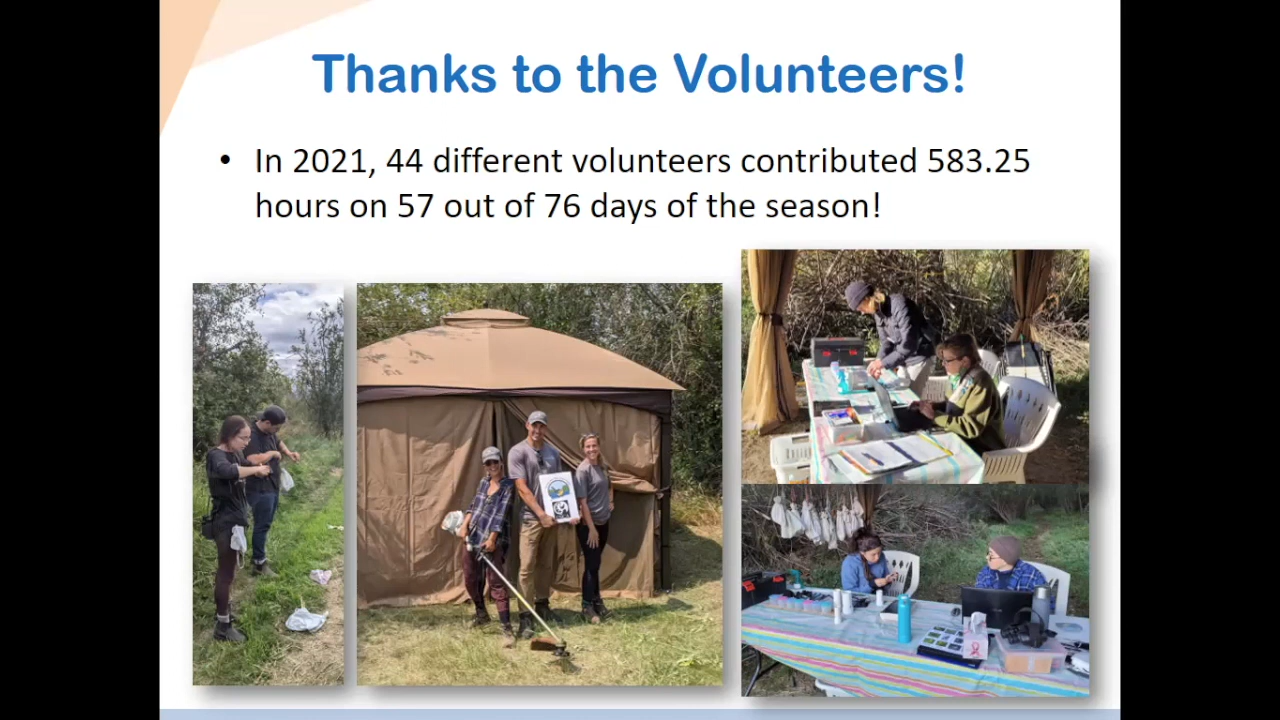 Thanks to the Volunteers!
• In 2021, 44 different volunteers contributed 583.25
hours on 57 out of 76 days of the season!